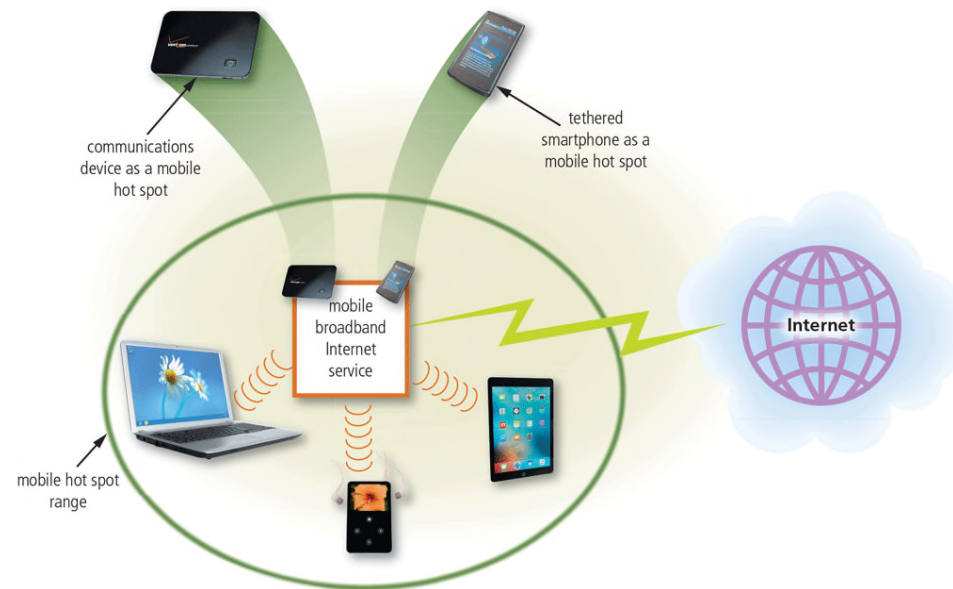 verizon
communications
device as a mobile
hot spot
tethered
smartphone as a
mobile hot spot
mobile
broadband
Internet
service
Internet
mobile hot spot
range